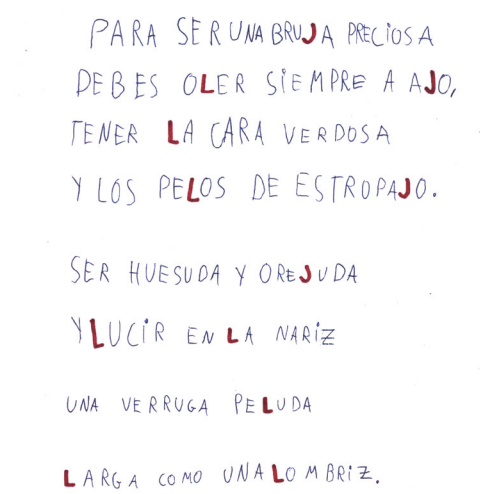 PARA SER UNA BRUJA PRECIOSA
DEBES OLER SIEMPRE A AJO,
TENER LA CARA VERDOSA
Y LOS PELOS DE ESTROPAJO.
SER HUESUDA Y OREJUDA
Y LUCIR EN LA NARIZ
UNA VERRUGA PELUDA
LARGA COMO UNA LOMBRIZ.